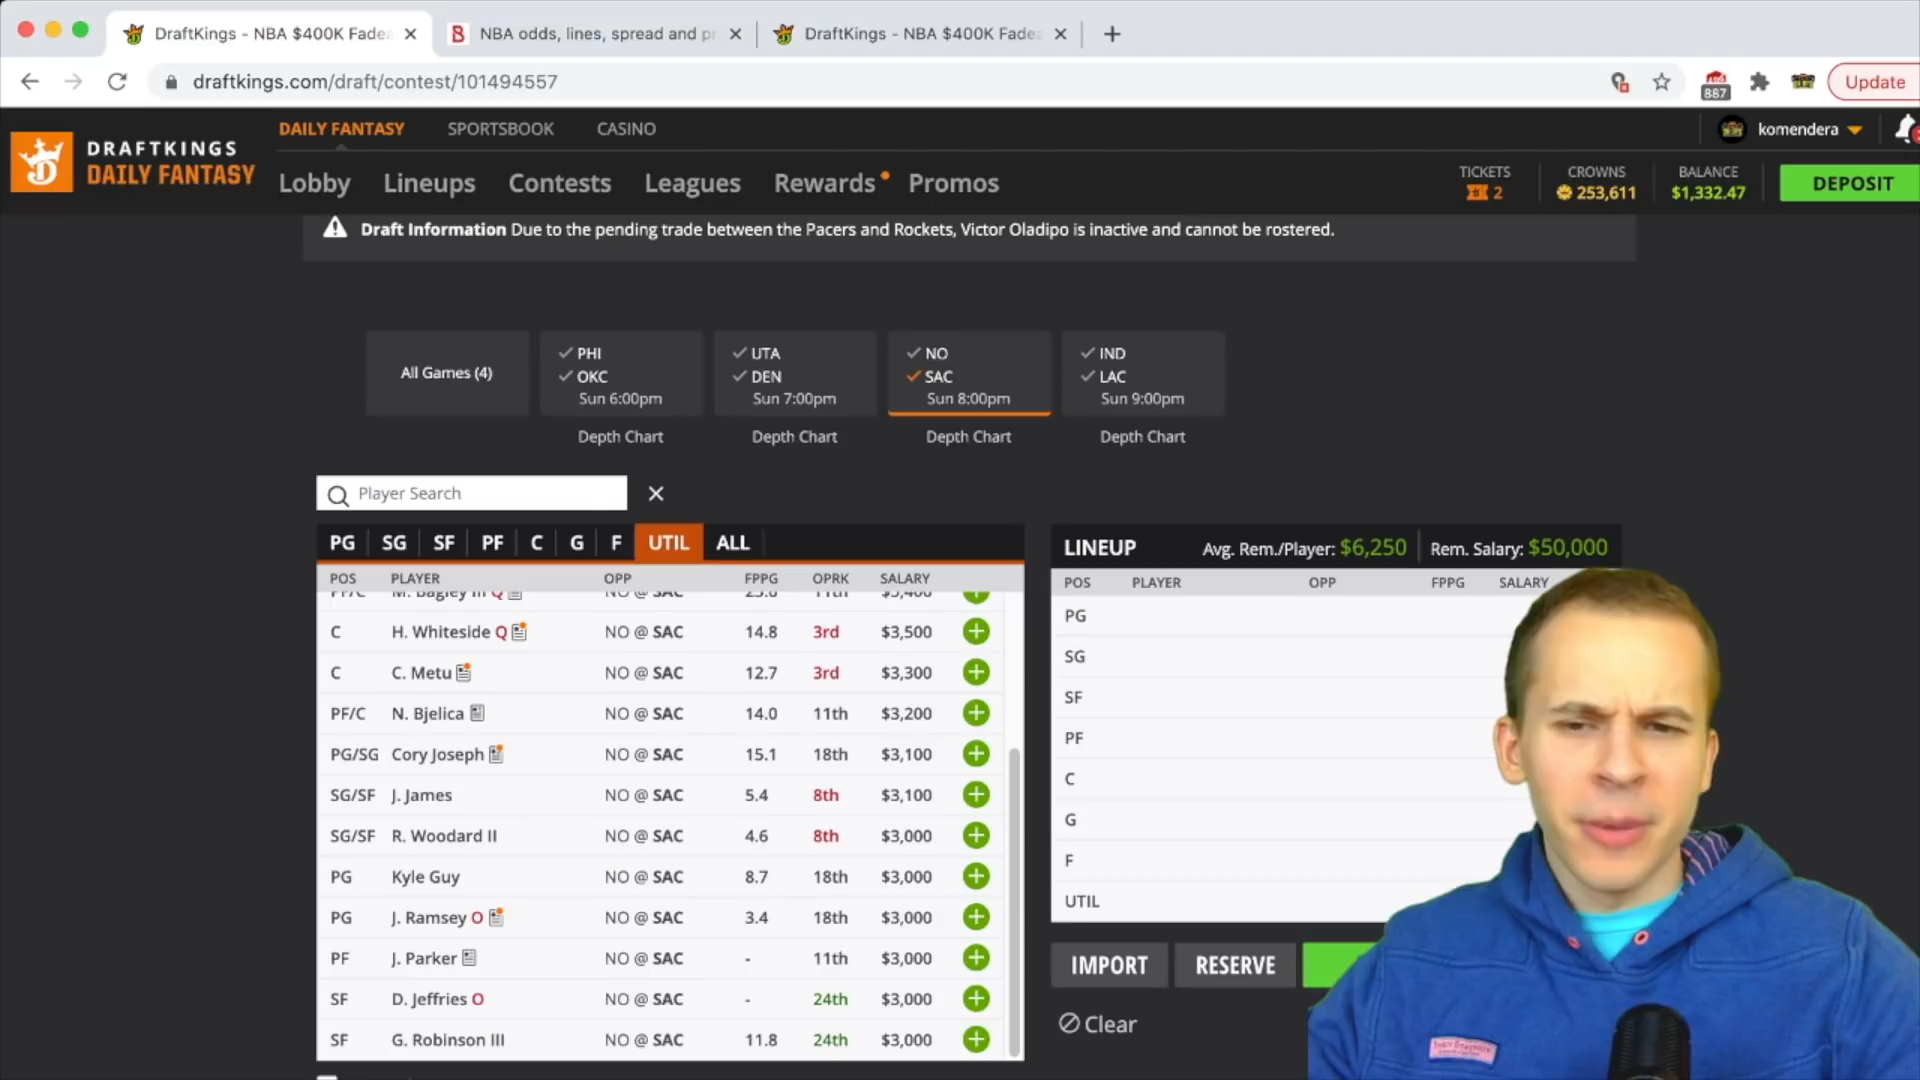 DraftKings - NBA $400K Fadea
NBA odds, lines, spread and pr
DraftKings - NBA $400K Fadea
draftkings.com/draft/contest/101494557
887
Update
DRAFTKINGS
DAILY FANTASY
DAILY FANTASY SPORTSBOOK CASINO
komendera
Lobby Lineups Contests Leagues Rewards Promos
TICKETS
2
CROWNS
253,611
BALANCE
$1,332.47
DEPOSIT
Draft Information Due to the pending trade between the Pacers and Rockets, Victor Oladipo is inactive and cannot be rostered.
All Games (4)
PHI
OKC
Sun 6:00pm
Depth Chart
UTA
DEN
Sun 7:00pm
Depth Chart
NO
SAC
Sun 8:00pm
Depth Chart
IND
LAC
Sun 9:00pm
Depth Chart
Player Search
PG SG SF PF C G F UTIL ALL
POS PLAYER OPP FPPG OPRK SALARY
PF/C M. Bagley III Q NO @ SAC 11th
C H. Whiteside Q NO @ SAC 14.8 3rd $3,500
C C. Metu NO @ SAC 12.7 3rd $3,300
PF/C N. Bjelica NO @ SAC 14.0 11th $3,200
PG/SG Cory Joseph NO @ SAC 15.1 18th $3,100
SG/SF J. James NO @ SAC 5.4 8th $3,100
SG/SF R. Woodard II NO @ SAC 4.6 8th $3,000
PG Kyle Guy NO @ SAC 8.7 18th $3,000
PG J. Ramsey O NO @ SAC 3.4 18th $3,000
PF J. Parker NO @ SAC - 11th $3,000
SF D. Jeffries O NO @ SAC - 24th $3,000
SF G. Robinson III NO @ SAC 11.8 24th $3,000
LINEUP Avg. Rem./Player: $6,250 Rem. Salary: $50,000
POS PLAYER OPP FPPG SALARY
PG
SG
SF
PF
C
G
F
UTIL
IMPORT RESERVE
Clear